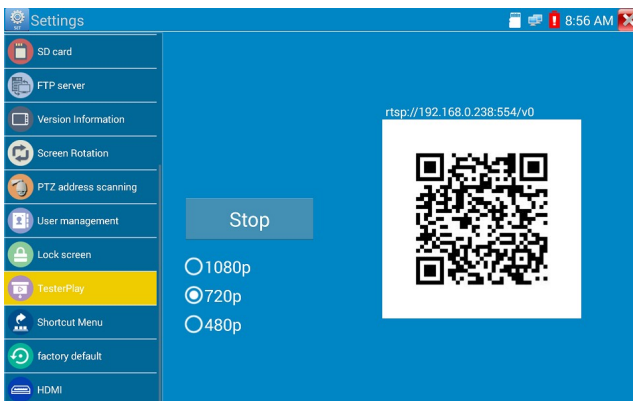 Settings
8:56 AM
SD card
FTP server
Version Information
Screen Rotation
PTZ address scanning
User management
Lock screen
TesterPlay
Shortcut Menu
factory default
HDMI
rtsp://192.168.0.238:554/v0
Stop
1080p
720p
480p